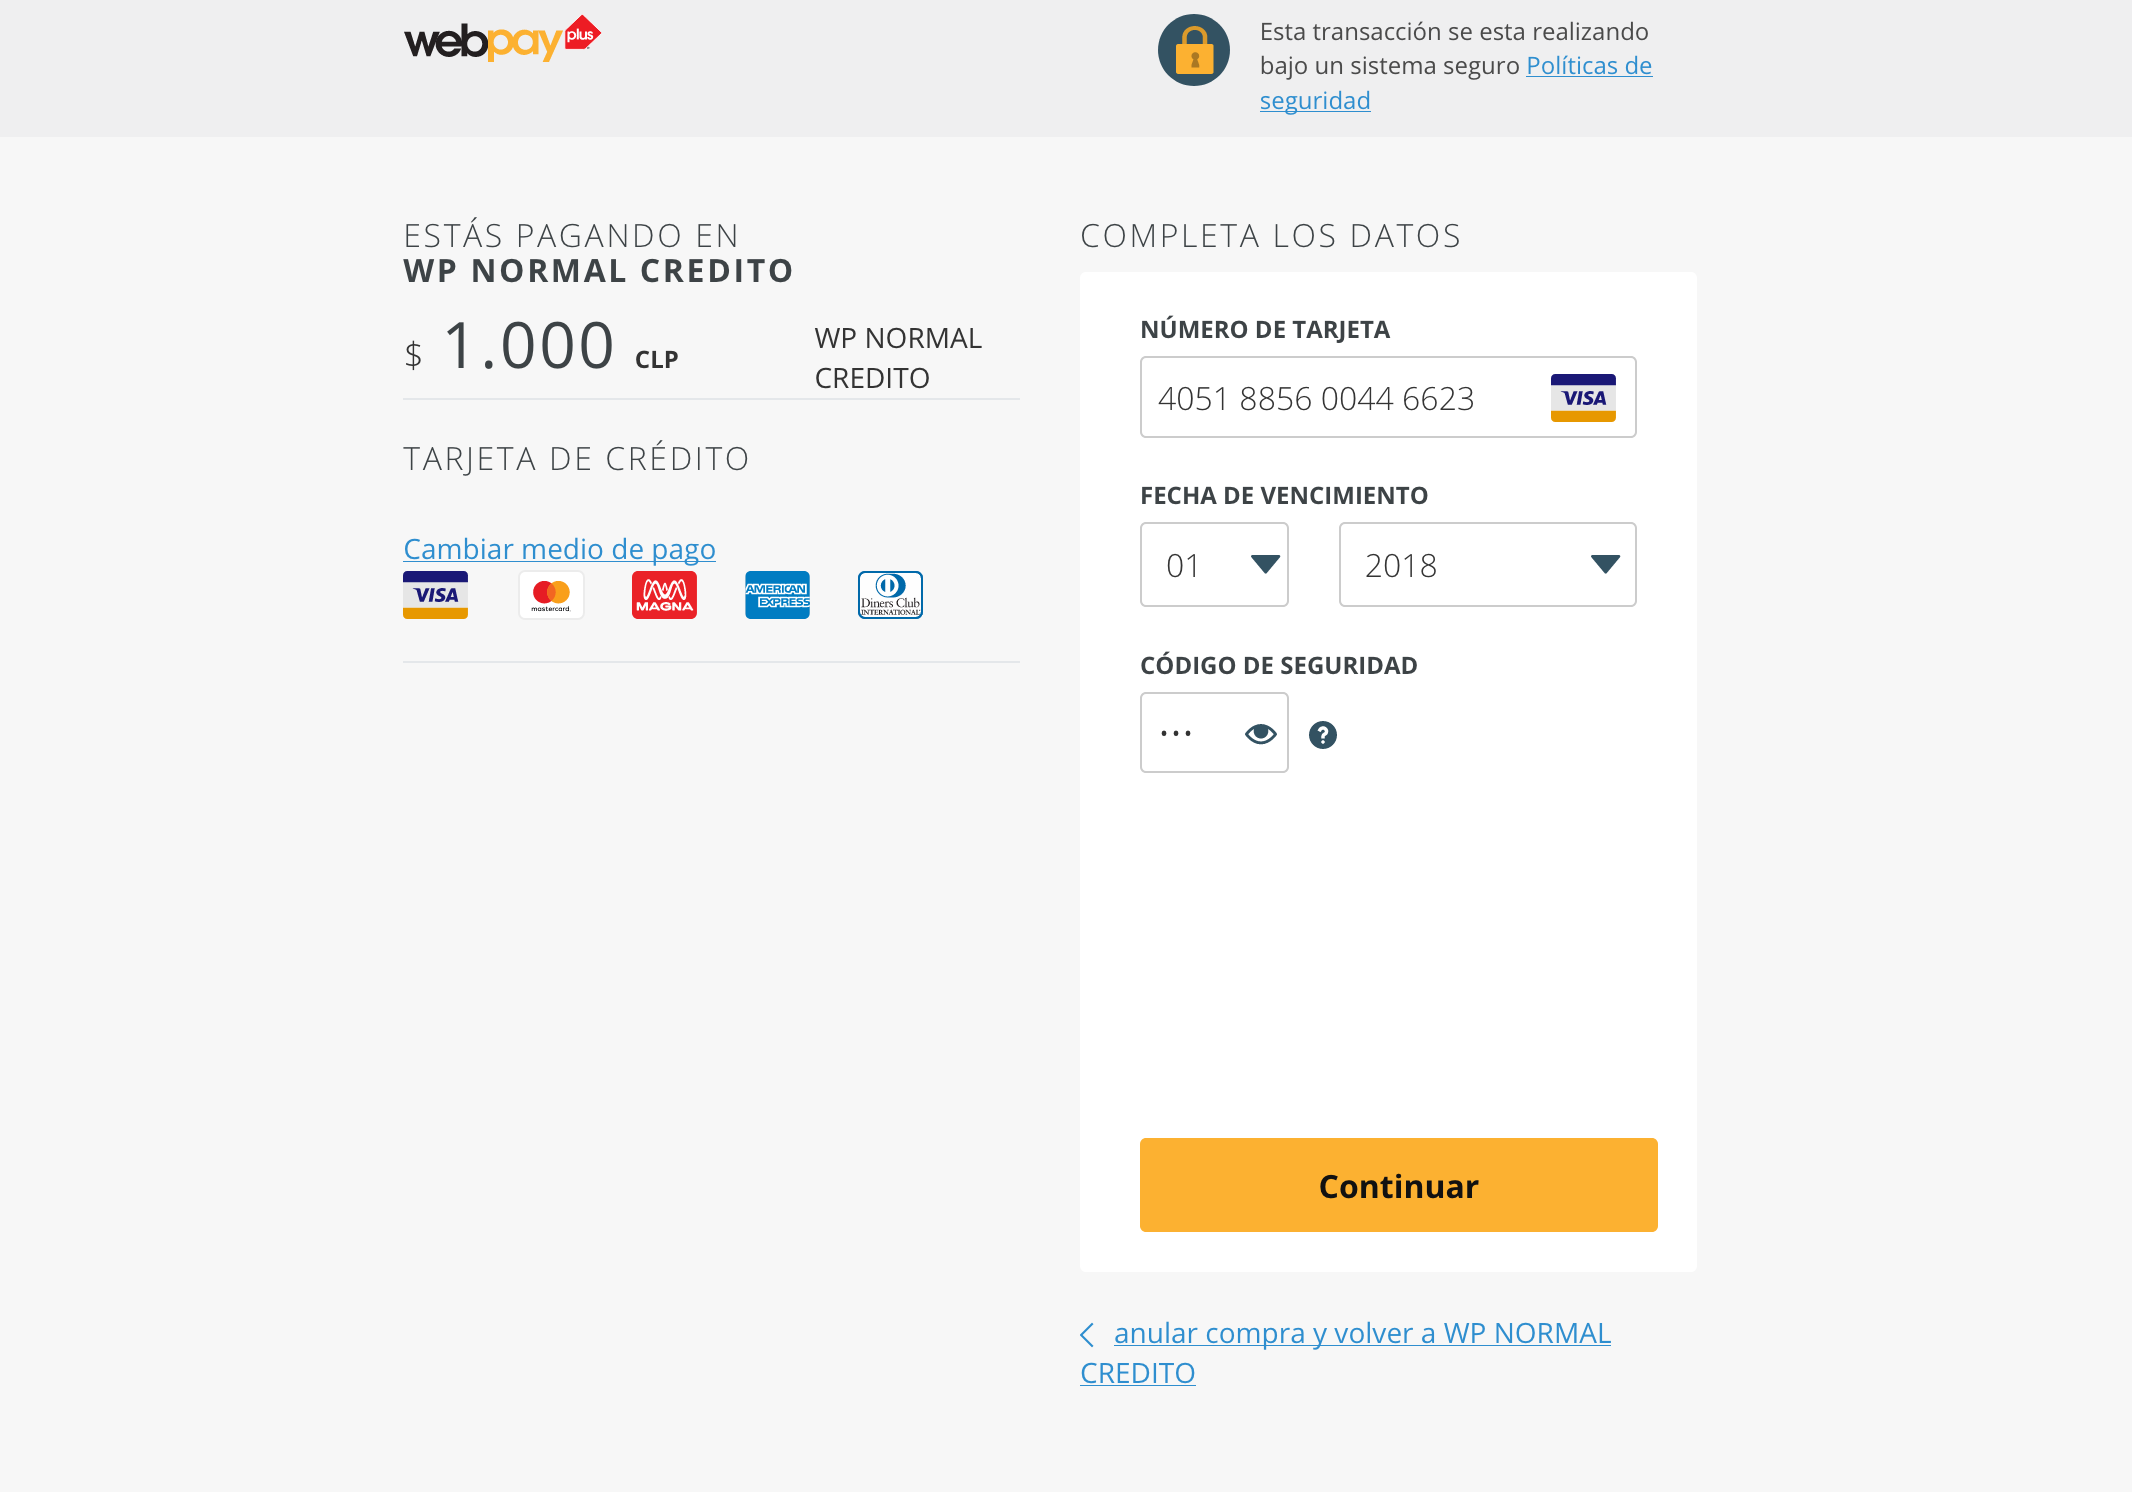 webpay plus
Esta transacción se esta realizando
bajo un sistema seguro Políticas de
seguridad
ESTÁS PAGANDO EN
WP NORMAL CREDITO
$ 1.000 CLP
WP NORMAL
CREDITO
TARJETA DE CRÉDITO
Cambiar medio de pago
VISA
mastercard.
MAGNA
AMERICAN
EXPRESS
Diners Club
INTERNATIONAL
COMPLETA LOS DATOS
NÚMERO DE TARJETA
4051 8856 0044 6623 VISA
FECHA DE VENCIMIENTO
01 2018
CÓDIGO DE SEGURIDAD
••• ?
Continuar
anular compra y volver a WP NORMAL
CREDITO